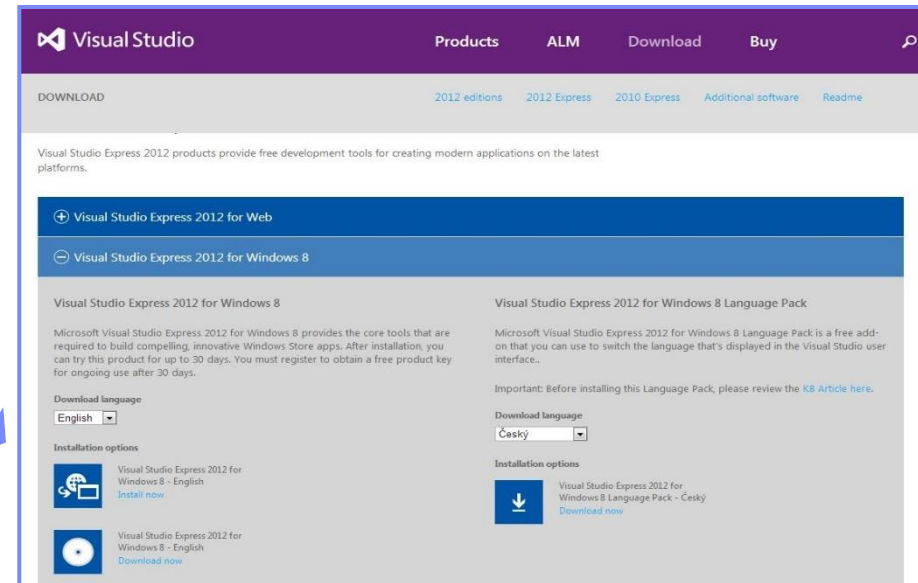 Visual Studio
Products ALM Download Buy
DOWNLOAD
2012 editions 2012 Express 2010 Express Additional software Readme
Visual Studio Express 2012 products provide free development tools for creating modern applications on the latest
platforms.
Visual Studio Express 2012 for Web
Visual Studio Express 2012 for Windows 8
Visual Studio Express 2012 for Windows 8
Microsoft Visual Studio Express 2012 for Windows 8 provides the core tools that are
required to build compelling, innovative Windows Store apps. After installation, you
can try this product for up to 30 days. You must register to obtain a free product key
for ongoing use after 30 days.
Download language
English
Installation options
Visual Studio Express 2012 for
Windows 8 - English
Install now
Visual Studio Express 2012 for
Windows 8 - English
Download now
Visual Studio Express 2012 for Windows 8 Language Pack
Microsoft Visual Studio Express 2012 for Windows 8 Language Pack is a free add-
on that you can use to switch the language that's displayed in the Visual Studio user
interface..
Important: Before installing this Language Pack, please review the KB Article here.
Download language
Český
Installation options
Visual Studio Express 2012 for
Windows 8 Language Pack - Český
Download now